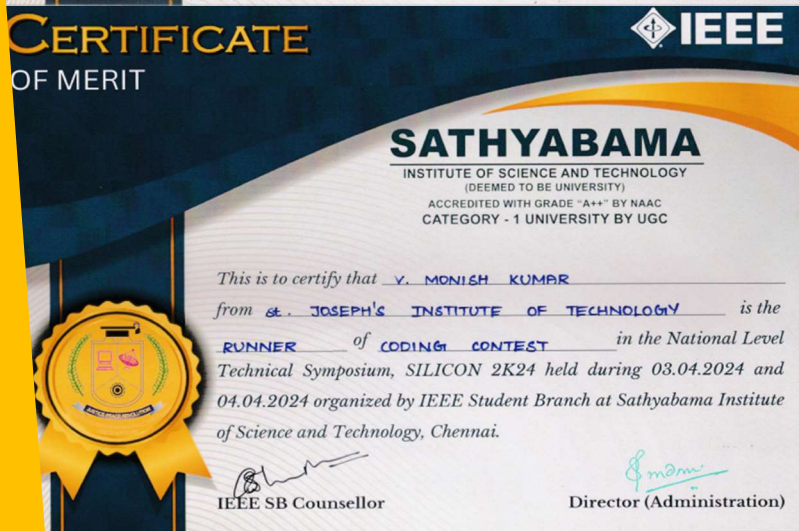 CERTIFICATE
OF MERIT
IEEE
SATHYABAMA
INSTITUTE OF SCIENCE AND TECHNOLOGY
(DEEMED TO BE UNIVERSITY)
ACCREDITED WITH GRADE "A++" BY NAAC
CATEGORY - 1 UNIVERSITY BY UGC
This is to certify that V. MONISH KUMAR
from St. JOSEPH'S INSTITUTE OF TECHNOLOGY is the
RUNNER of CODING CONTEST in the National Level
Technical Symposium, SILICON 2K24 held during 03.04.2024 and
04.04.2024 organized by IEEE Student Branch at Sathyabama Institute
of Science and Technology, Chennai.
IEEE SB Counsellor
Director (Administration)